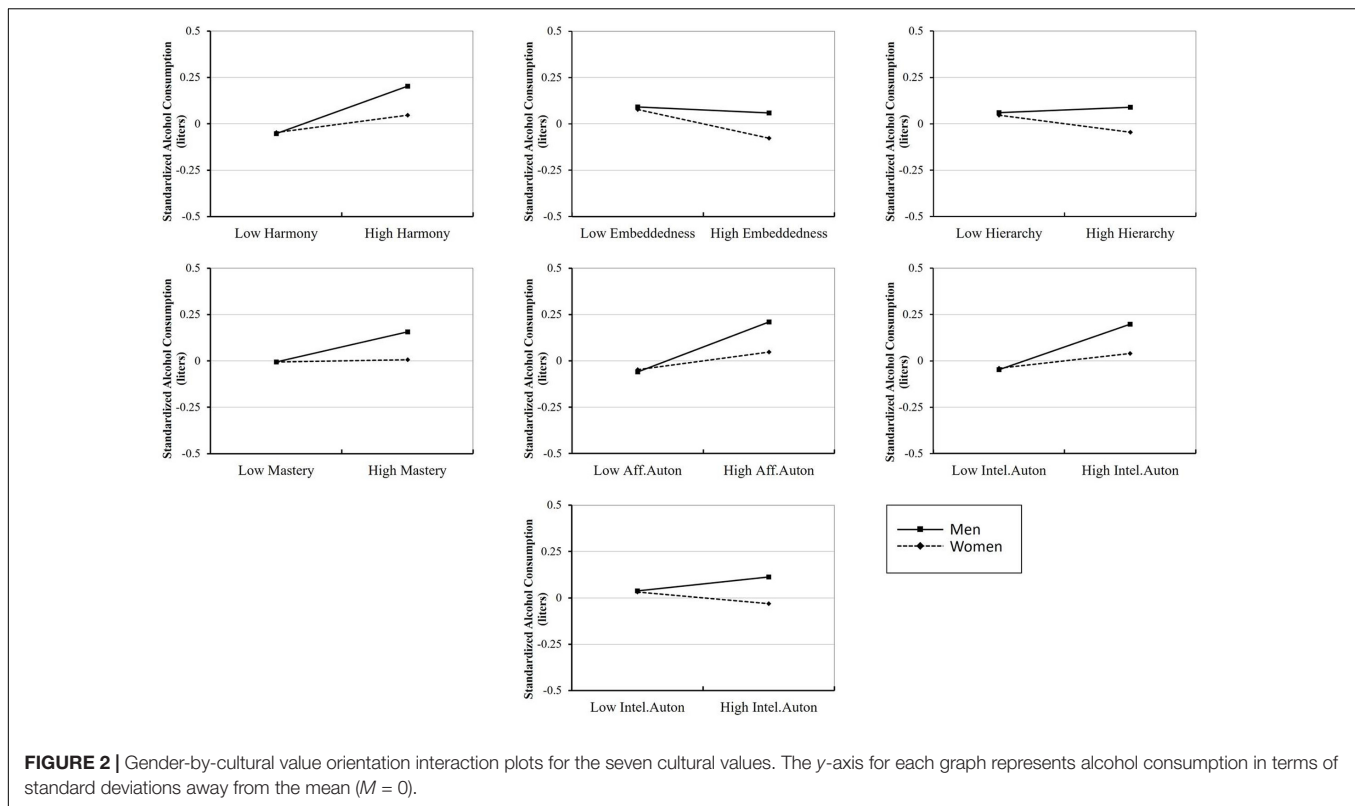 Standardized Alcohol Consumption
(liters)
0.5
0.25
0
-0.25
-0.5
Low Harmony
High Harmony
Standardized Alcohol Consumption
(liters)
0.5
0.25
0
-0.25
-0.5
Low Embeddedness
High Embeddedness
Standardized Alcohol Consumption
(liters)
0.5
0.25
0
-0.25
-0.5
Low Hierarchy
High Hierarchy
Standardized Alcohol Consumption
(liters)
0.5
0.25
0
-0.25
-0.5
Low Mastery
High Mastery
Standardized Alcohol Consumption
(liters)
0.5
0.25
0
-0.25
-0.5
Low Aff.Auton
High Aff.Auton
Standardized Alcohol Consumption
(liters)
0.5
0.25
0
-0.25
-0.5
Low Intel.Auton
High Intel.Auton
Standardized Alcohol Consumption
(liters)
0.5
0.25
0
-0.25
-0.5
Low Intel.Auton
High Intel.Auton
Men
Women
FIGURE 2 | Gender-by-cultural value orientation interaction plots for the seven cultural values. The y-axis for each graph represents alcohol consumption in terms of
standard deviations away from the mean (M = 0).